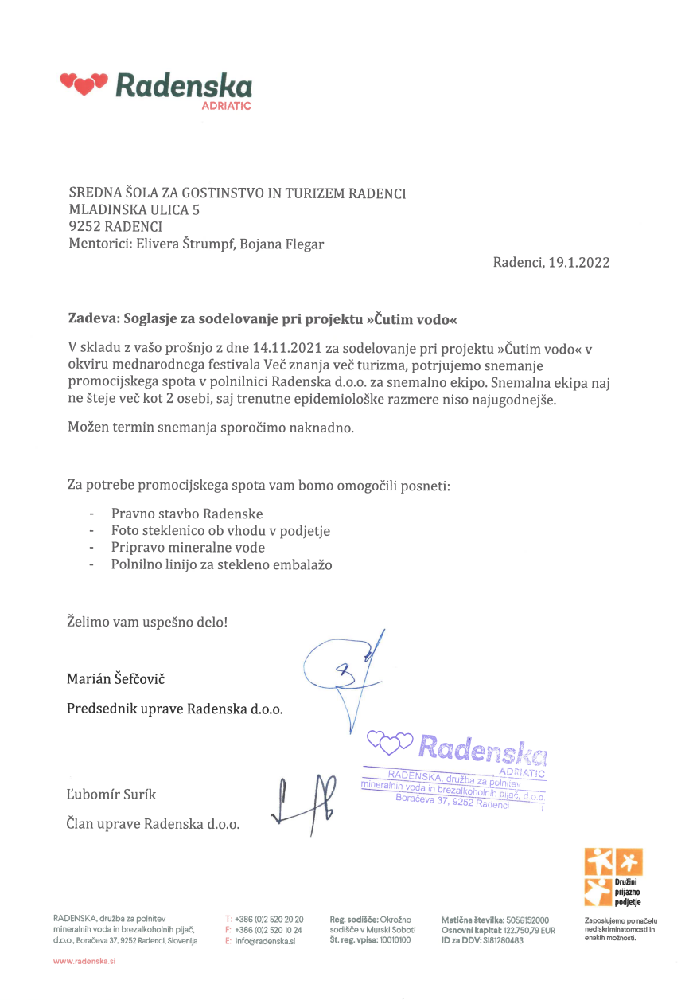 Radenska
ADRIATIC
SREDNA ŠOLA ZA GOSTINSTVO IN TURIZEM RADENCI
MLADINSKA ULICA 5
9252 RADENCI
Mentorici: Elivera Štrumpf, Bojana Flegar
Radenci, 19.1.2022
Zadeva: Soglasje za sodelovanje pri projektu »Čutim vodo«
V skladu z vašo prošnjo z dne 14.11.2021 za sodelovanje pri projektu »Čutim vodo« v
okviru mednarodnega festivala Več znanja več turizma, potrjujemo snemanje
promocijskega spota v polnilnici Radenska d.o.o. za snemalno ekipo. Snemalna ekipa naj
ne šteje več kot 2 osebi, saj trenutne epidemiološke razmere niso najugodnejše.
Možen termin snemanja sporočimo naknadno.
Za potrebe promocijskega spota vam bomo omogočili posneti:
- Pravno stavbo Radenske
- Foto steklenico ob vhodu v podjetje
- Pripravo mineralne vode
- Polnilno linijo za stekleno embalažo
Želimo vam uspešno delo!
Marián Šefčovič
Predsednik uprave Radenska d.o.o.
Radenska
ADRIATIC
RADENSKA, družba za polnitev
mineralnih voda in brezalkoholnih pijač, d.o.o.
Boračeva 37, 9252 Radenci
1
Ľubomír Surík
Član uprave Radenska d.o.o.
Družini
prijazno
podjetje
Zaposlujemo po načelu
nediskriminatornosti in
enakih možnosti.
RADENSKA, družba za polnitev
mineralnih voda in brezalkoholnih pijač,
d.o.o., Boračeva 37, 9252 Radenci, Slovenija
www.radenska.si
T: +386 (0)2 520 20 20
F: +386 (0)2 520 10 24
E: info@radenska.si
Reg. sodišče: Okrožno
sodišče v Murski Soboti
Št. reg. vpisa: 10010100
Matična številka: 5056152000
Osnovni kapital: 122.750,79 EUR
ID za DDV: SI81280483